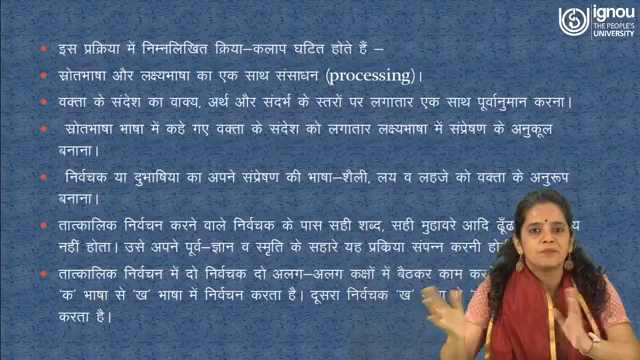 ignou
THE PEOPLE'S
UNIVERSITY
इस प्रक्रिया में निम्नलिखित क्रिया–कलाप घटित होते हैं –
स्रोतभाषा और लक्ष्यभाषा का एक साथ संसाधन (processing)।
वक्ता के संदेश का वाक्य, अर्थ और संदर्भ के स्तरों पर लगातार एक साथ पूर्वानुमान करना।
स्रोतभाषा भाषा में कहे गए वक्ता के संदेश को लगातार लक्ष्यभाषा में संप्रेषण के अनुकूल
बनाना।
निर्वचक या दुभाषिया का अपने संप्रेषण की भाषा–शैली, लय व लहजे को वक्ता के अनुरूप
बनाना।
तात्कालिक निर्वचन करने वाले निर्वचक के पास सही शब्द, सही मुहावरे आदि
नहीं होता। उसे अपने पूर्व–ज्ञान व स्मृति के सहारे यह प्रक्रिया संपन्न करनी
तात्कालिक निर्वचन में दो निर्वचक दो अलग–अलग कक्षों में बैठकर काम
'क' भाषा से 'ख' भाषा में निर्वचन करता है। दूसरा निर्वचक 'ख'
करता है।